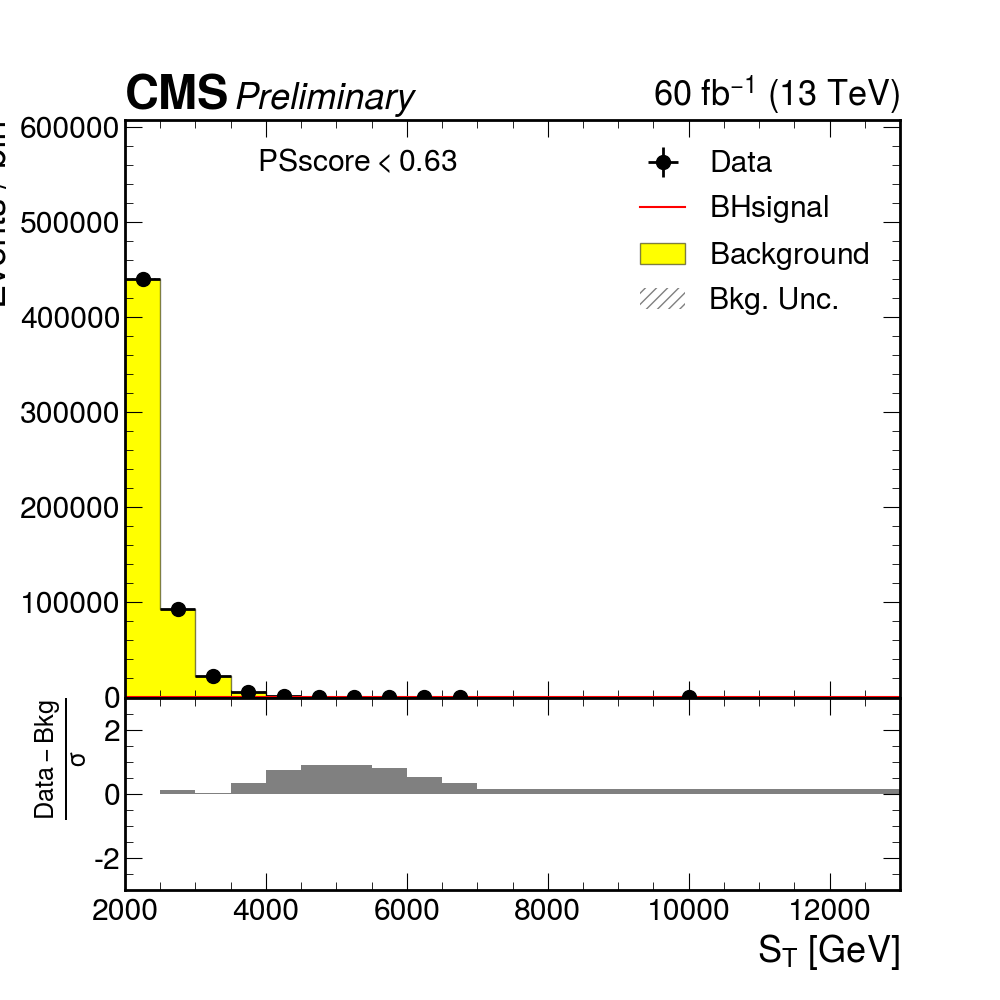 CMS Preliminary 60 fb⁻¹ (13 TeV)
PSscore < 0.63
Data
BHsignal
Background
Bkg. Unc.
600000
500000
400000
300000
200000
100000
0
Data – Bkg
σ
2
0
-2
2000 4000 6000 8000 10000 12000
S_T [GeV]